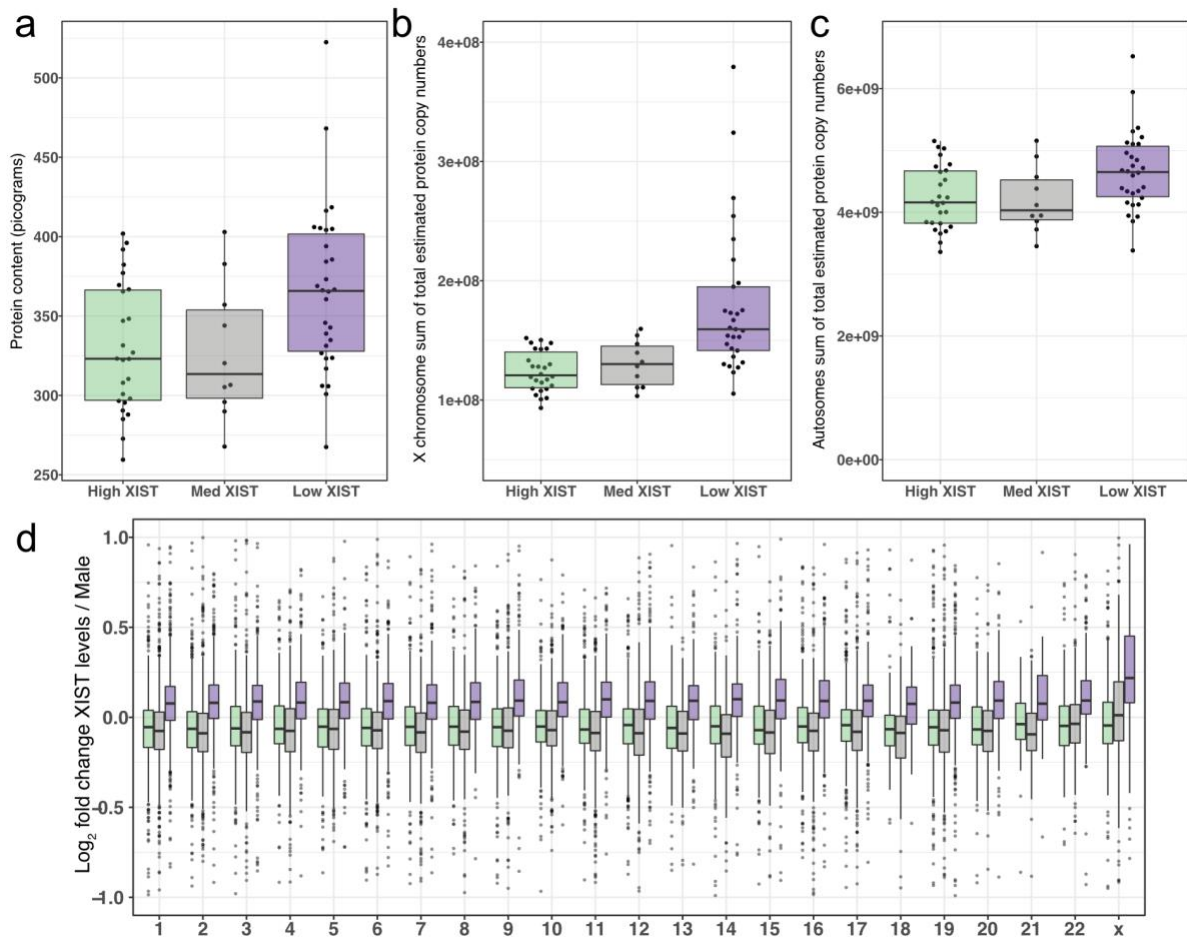 a
Protein content (picograms)
500
450
400
350
300
250
High XIST
Med XIST
Low XIST
b
X chromosome sum of total estimated protein copy numbers
4e+08
3e+08
2e+08
1e+08
High XIST
Med XIST
Low XIST
c
Autosomes sum of total estimated protein copy numbers
6e+09
4e+09
2e+09
0e+00
High XIST
Med XIST
Low XIST
d
Log2 fold change XIST levels / Male
1.0
0.5
0.0
-0.5
-1.0
1 2 3 4 5 6 7 8 9 10 11 12 13 14 15 16 17 18 19 20 21 22 x